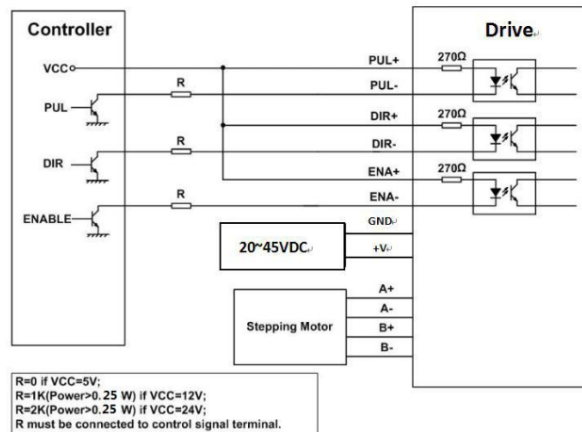 Controller
Drive
VCC
PUL
DIR
ENABLE
R
R
R
PUL+
PUL-
DIR+
DIR-
ENA+
ENA-
GND
+V
270Ω
270Ω
270Ω
20~45VDC
Stepping Motor
A+
A-
B+
B-
R=0 if VCC=5V;
R=1K(Power>0.25 W) if VCC=12V;
R=2K(Power>0.25 W) if VCC=24V;
R must be connected to control signal terminal.